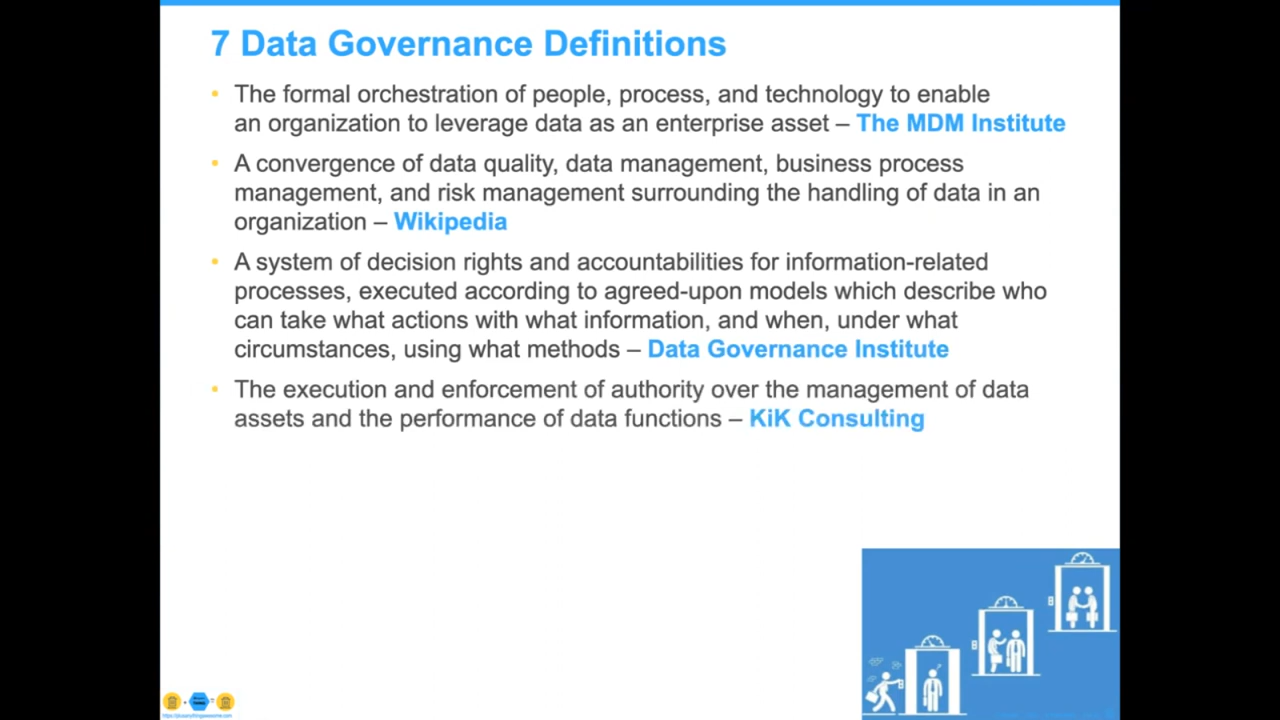 7 Data Governance Definitions
• The formal orchestration of people, process, and technology to enable
an organization to leverage data as an enterprise asset – The MDM Institute
• A convergence of data quality, data management, business process
management, and risk management surrounding the handling of data in an
organization – Wikipedia
• A system of decision rights and accountabilities for information-related
processes, executed according to agreed-upon models which describe who
can take what actions with what information, and when, under what
circumstances, using what methods – Data Governance Institute
• The execution and enforcement of authority over the management of data
assets and the performance of data functions – KiK Consulting
https://plusanythingawesome.com